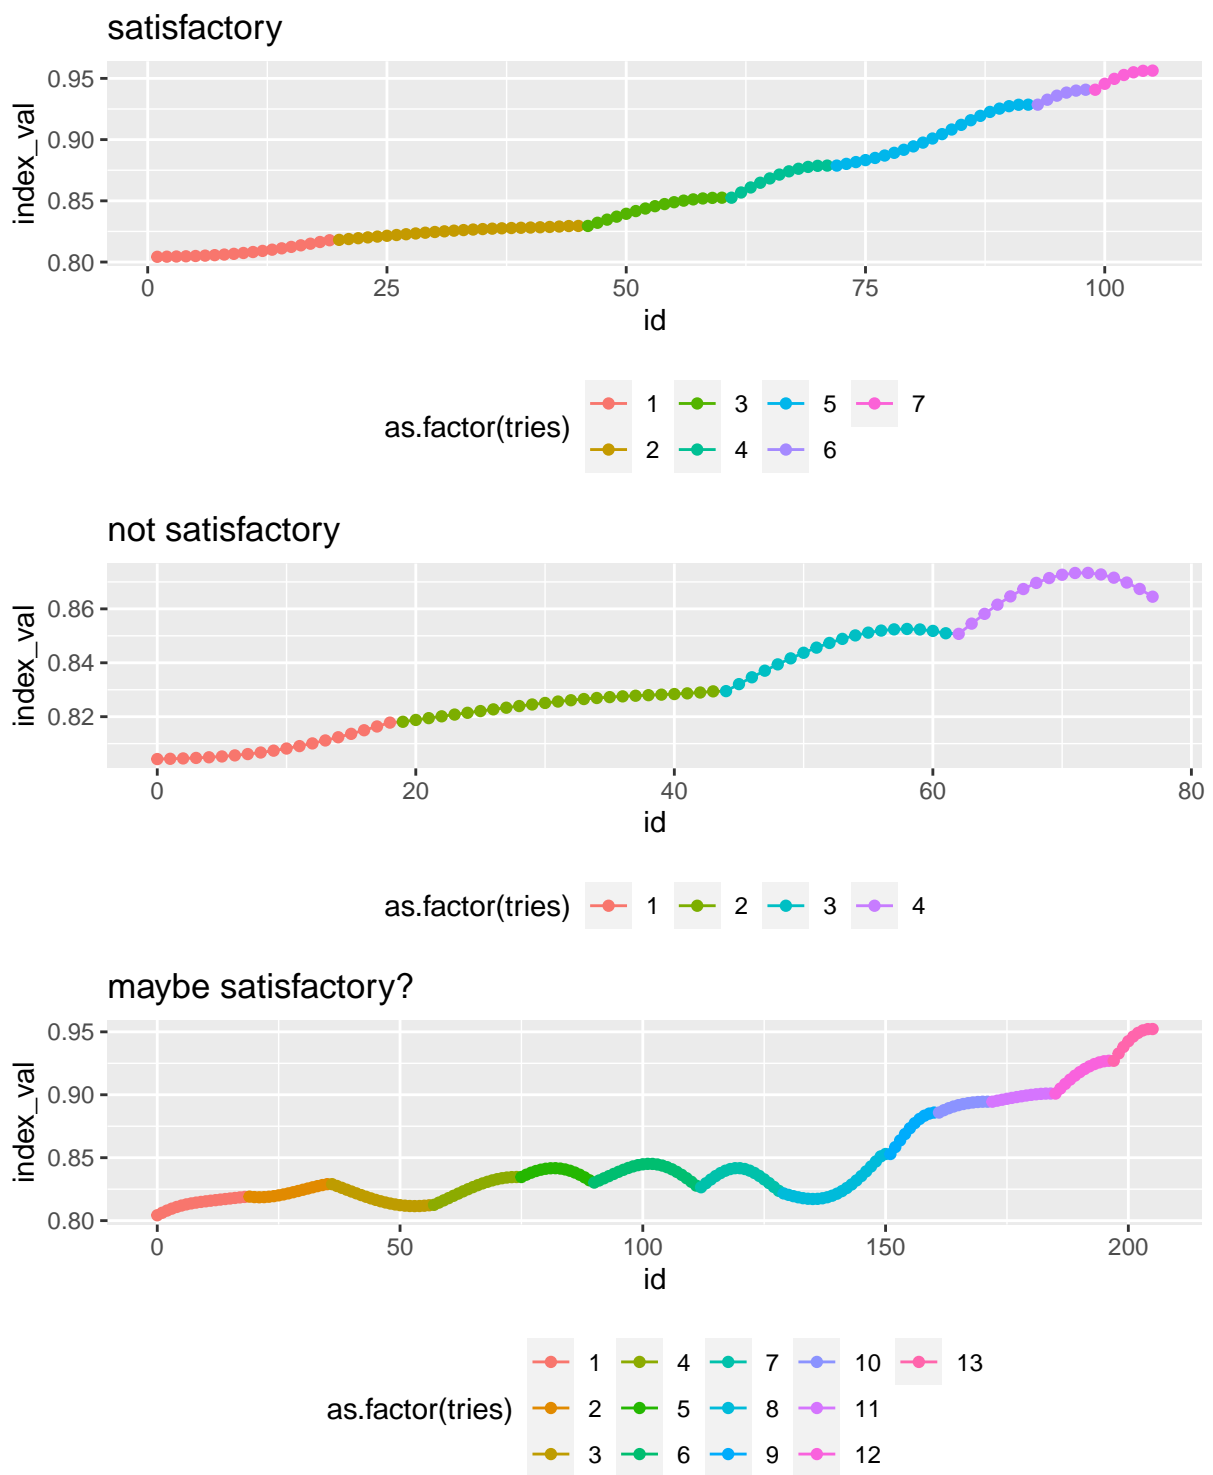 satisfactory
index_val
0.95
0.90
0.85
0.80
0 25 50 75 100
id
as.factor(tries)
1 3 5 7
2 4 6
not satisfactory
index_val
0.86
0.84
0.82
0 20 40 60 80
id
as.factor(tries) 1 2 3 4
maybe satisfactory?
index_val
0.95
0.90
0.85
0.80
0 50 100 150 200
id
as.factor(tries)
1 4 7 10 13
2 5 8 11
3 6 9 12